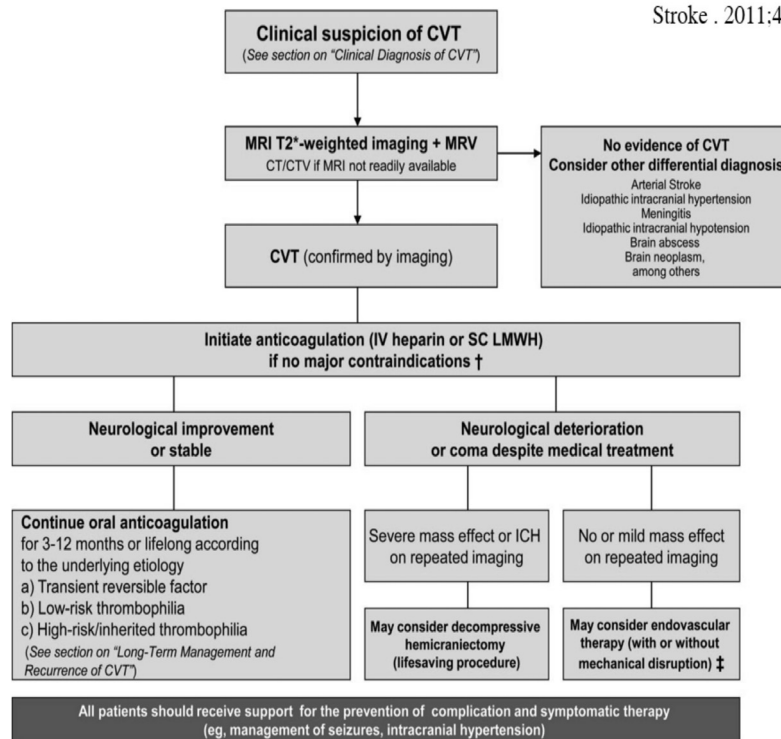 Stroke . 2011;4
Clinical suspicion of CVT
(See section on "Clinical Diagnosis of CVT")
MRI T2*-weighted imaging + MRV
CT/CTV if MRI not readily available
No evidence of CVT
Consider other differential diagnosis
Arterial Stroke
Idiopathic intracranial hypertension
Meningitis
Idiopathic intracranial hypotension
Brain abscess
Brain neoplasm,
among others
CVT (confirmed by imaging)
Initiate anticoagulation (IV heparin or SC LMWH)
if no major contraindications †
Neurological improvement
or stable
Neurological deterioration
or coma despite medical treatment
Continue oral anticoagulation
for 3-12 months or lifelong according
to the underlying etiology
a) Transient reversible factor
b) Low-risk thrombophilia
c) High-risk/inherited thrombophilia
(See section on "Long-Term Management and
Recurrence of CVT")
Severe mass effect or ICH
on repeated imaging
No or mild mass effect
on repeated imaging
May consider decompressive
hemicraniectomy
(lifesaving procedure)
May consider endovascular
therapy (with or without
mechanical disruption) ‡
All patients should receive support for the prevention of complication and symptomatic therapy
(eg, management of seizures, intracranial hypertension)